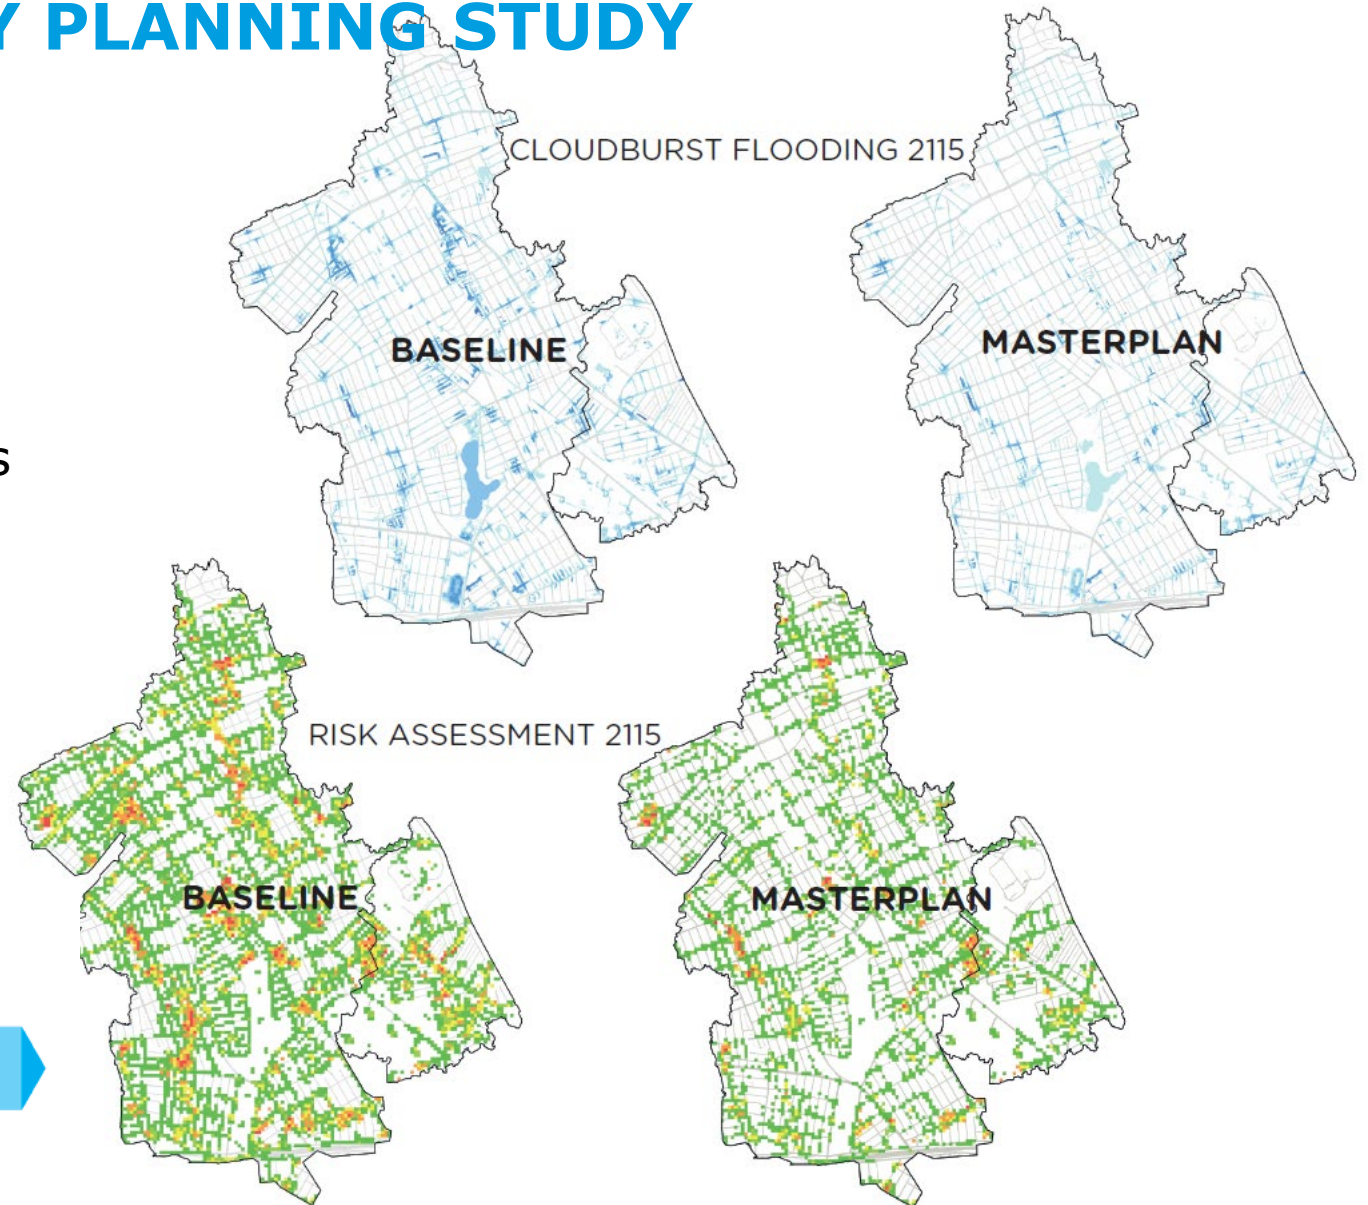 Y PLANNING STUDY
CLOUDBURST FLOODING 2115
BASELINE
MASTERPLAN
s
RISK ASSESSMENT 2115
BASELINE
MASTERPLAN